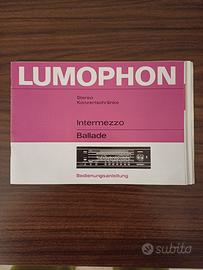 LUMOPHON
Stereo
Konzertschränke
Intermezzo
Ballade
Bedienungsanleitung
subito